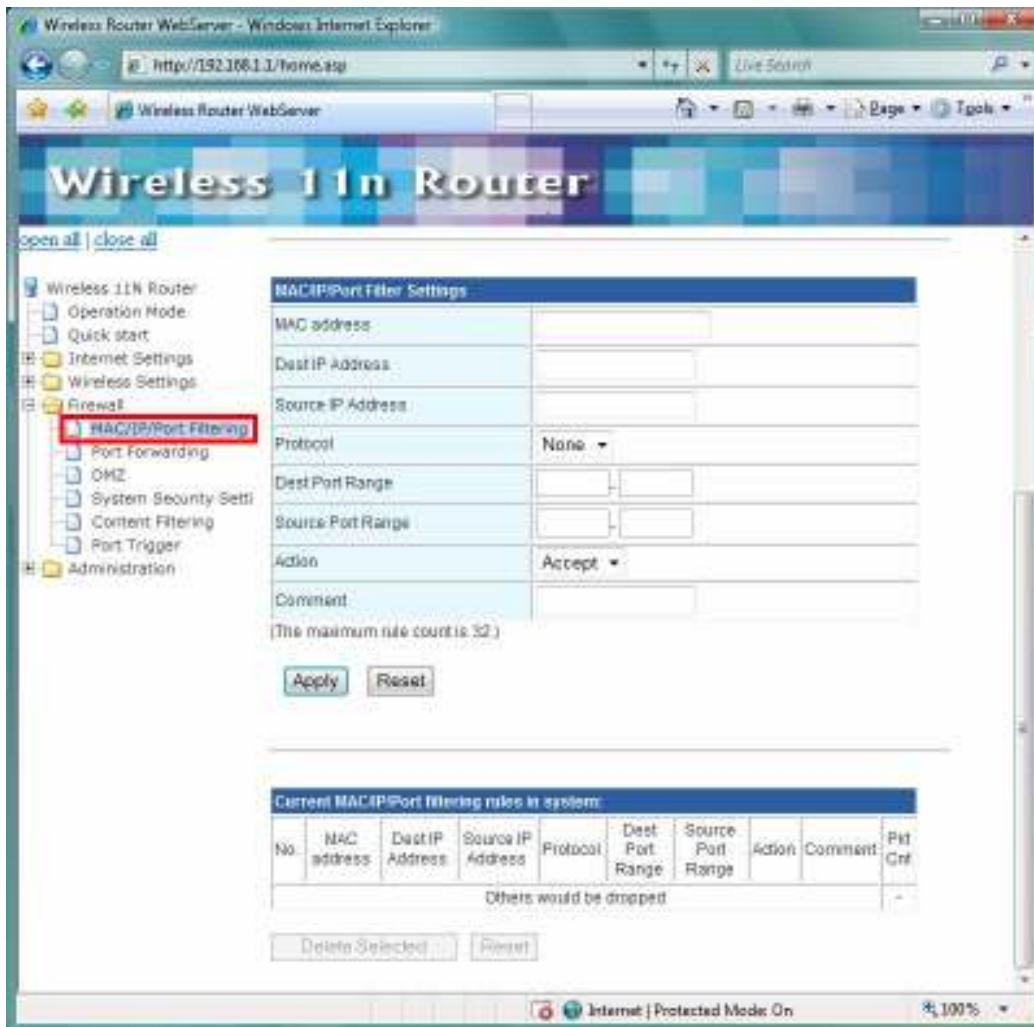 Wireless Router WebServer - Windows Internet Explorer
http://192.168.1.1/home.asp
Live Search
Wireless Router WebServer
Page
Tools
Wireless 11n Router
open all | close all
Wireless 11N Router
Operation Mode
Quick start
Internet Settings
Wireless Settings
Firewall
MAC/IP/Port Filtering
Port Forwarding
DMZ
System Security Setti
Content Filtering
Port Trigger
Administration
MAC/IP/Port Filter Settings
MAC address
Dest IP Address
Source IP Address
Protocol None
Dest Port Range -
Source Port Range -
Action Accept
Comment
(The maximum rule count is 32.)
Apply Reset
Current MAC/IP/Port filtering rules in system:
No. MAC address Dest IP Address Source IP Address Protocol Dest Port Range Source Port Range Action Comment Pkt Cnt
Others would be dropped -
Delete Selected Reset
Internet | Protected Mode: On 100%